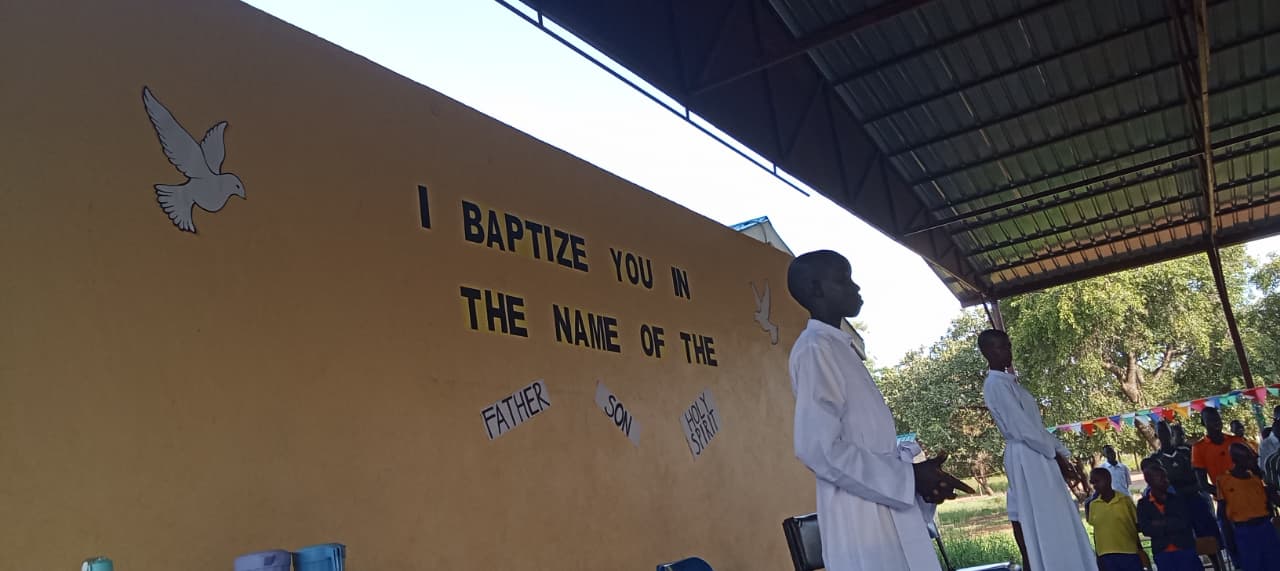 I BAPTIZE YOU IN
THE NAME OF THE
FATHER SON HOLY SPIRIT